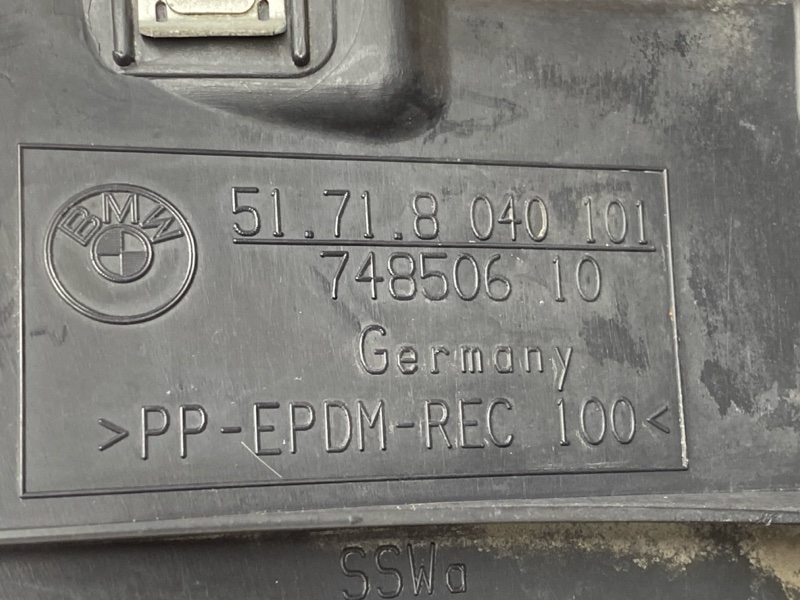 BMW
51.71.8 040 101
748506 10
Germany
>PP-EPDM-REC 100<
SSWa